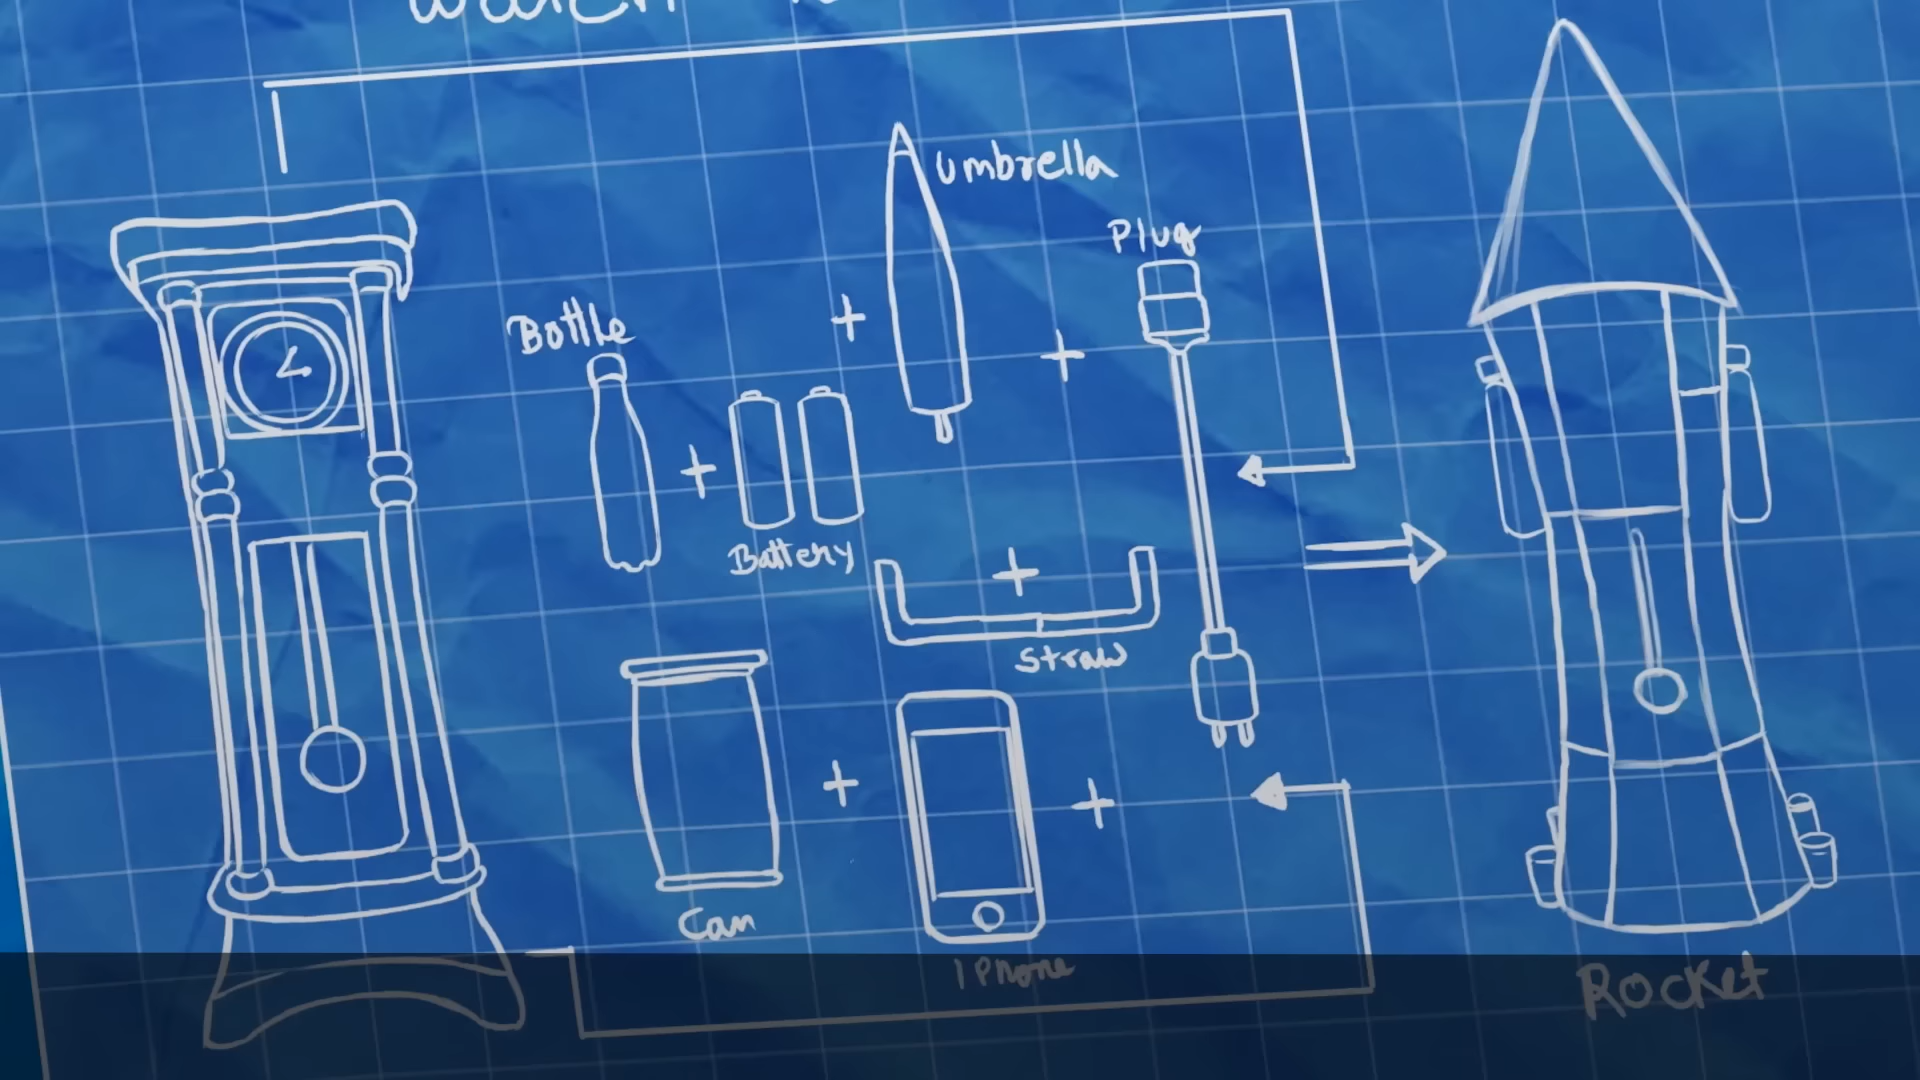 Umbrella
Plug
Bottle
Battery
Straw
Can
IPhone
Rocket